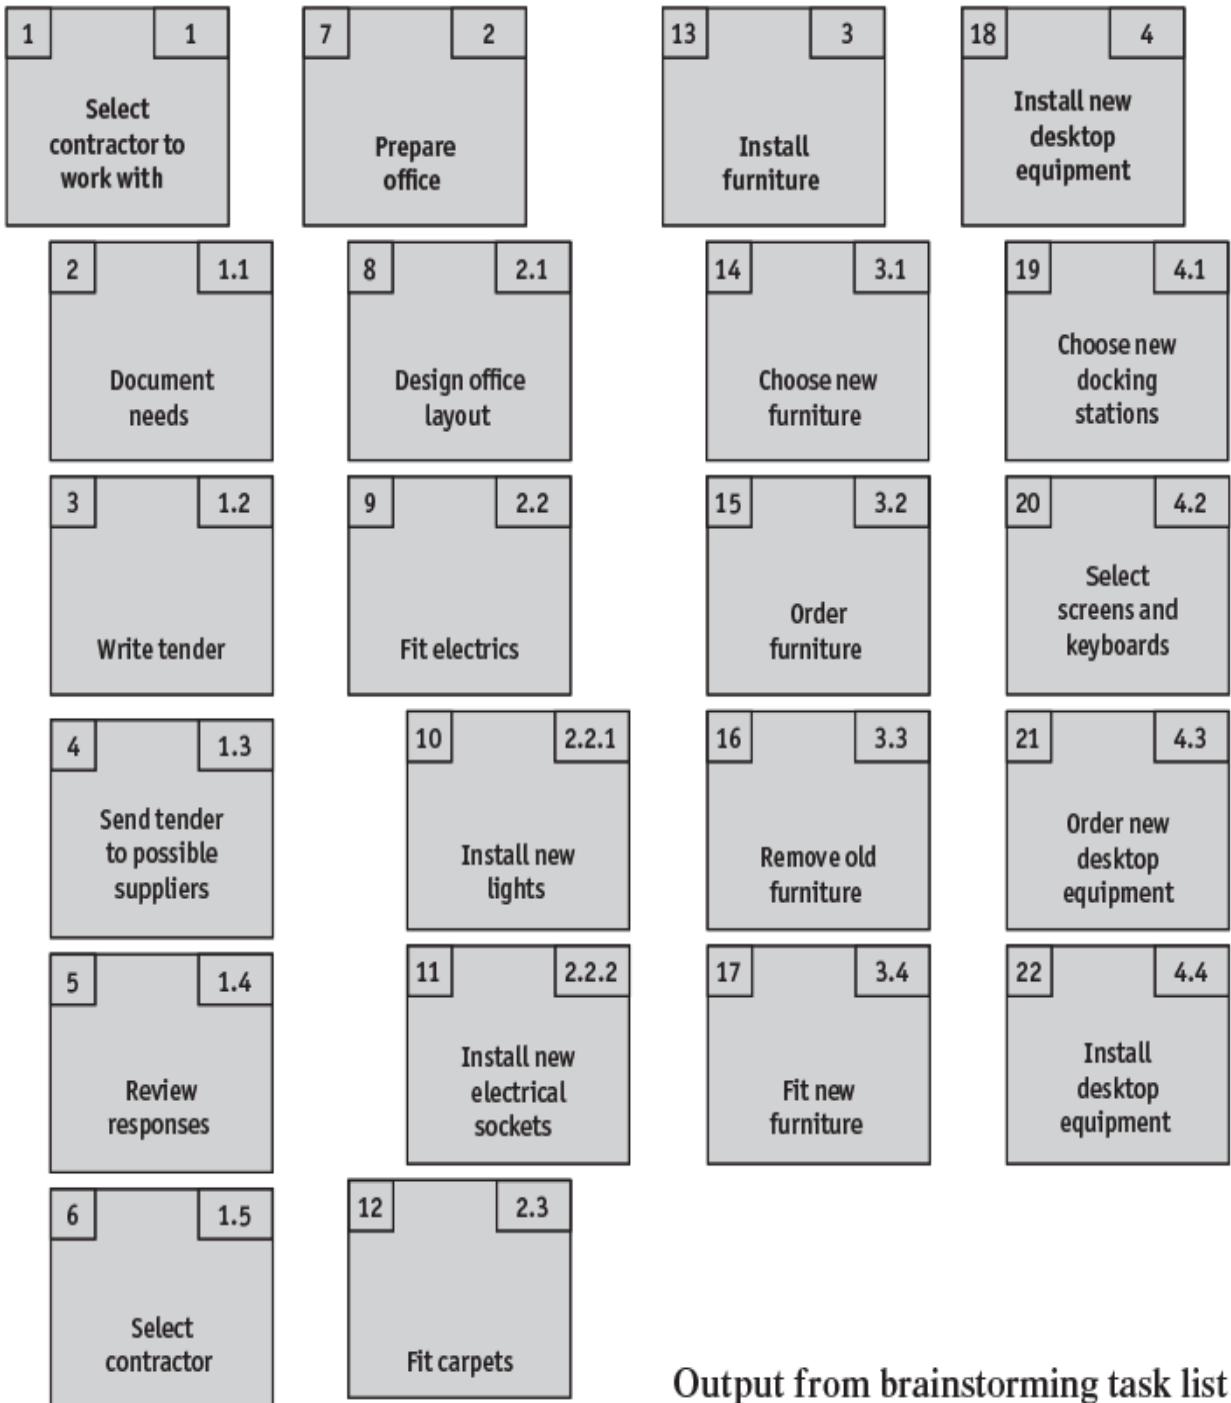 1 1
Select
contractor to
work with
2 1.1
Document
needs
3 1.2
Write tender
4 1.3
Send tender
to possible
suppliers
5 1.4
Review
responses
6 1.5
Select
contractor
7 2
Prepare
office
8 2.1
Design office
layout
9 2.2
Fit electrics
10 2.2.1
Install new
lights
11 2.2.2
Install new
electrical
sockets
12 2.3
Fit carpets
13 3
Install
furniture
14 3.1
Choose new
furniture
15 3.2
Order
furniture
16 3.3
Remove old
furniture
17 3.4
Fit new
furniture
18 4
Install new
desktop
equipment
19 4.1
Choose new
docking
stations
20 4.2
Select
screens and
keyboards
21 4.3
Order new
desktop
equipment
22 4.4
Install
desktop
equipment
Output from brainstorming task list